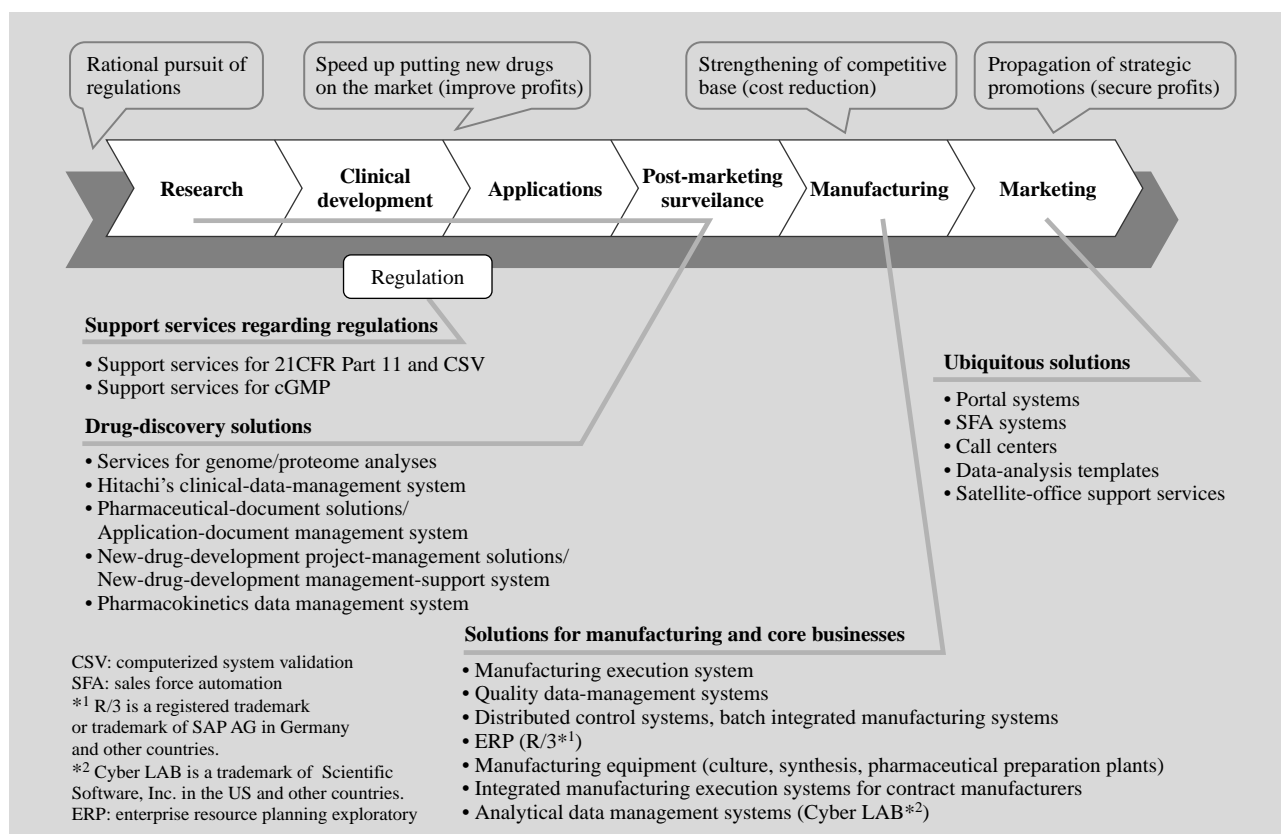 Rational pursuit of
regulations
Speed up putting new drugs
on the market (improve profits)
Strengthening of competitive
base (cost reduction)
Propagation of strategic
promotions (secure profits)
Research
Clinical
development
Applications
Post-marketing
surveilance
Manufacturing
Marketing
Regulation
Support services regarding regulations
• Support services for 21CFR Part 11 and CSV
• Support services for cGMP
Drug-discovery solutions
• Services for genome/proteome analyses
• Hitachi's clinical-data-management system
• Pharmaceutical-document solutions/
Application-document management system
• New-drug-development project-management solutions/
New-drug-development management-support system
• Pharmacokinetics data management system
Ubiquitous solutions
• Portal systems
• SFA systems
• Call centers
• Data-analysis templates
• Satellite-office support services
Solutions for manufacturing and core businesses
• Manufacturing execution system
• Quality data-management systems
• Distributed control systems, batch integrated manufacturing systems
• ERP (R/3*1)
• Manufacturing equipment (culture, synthesis, pharmaceutical preparation plants)
• Integrated manufacturing execution systems for contract manufacturers
• Analytical data management systems (Cyber LAB*2)
CSV: computerized system validation
SFA: sales force automation
*1 R/3 is a registered trademark
or trademark of SAP AG in Germany
and other countries.
*2 Cyber LAB is a trademark of Scientific
Software, Inc. in the US and other countries.
ERP: enterprise resource planning exploratory